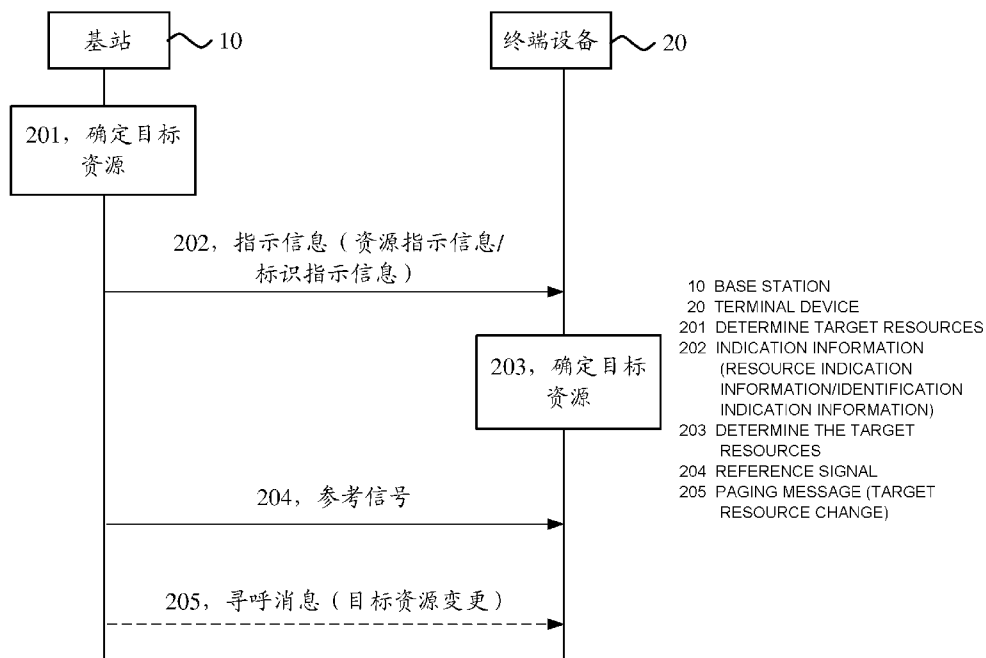 基站
10
终端设备
20
201，确定目标
资源
202，指示信息（资源指示信息/
标识指示信息）
203，确定目标
资源
204，参考信号
205，寻呼消息（目标资源变更）
10 BASE STATION
20 TERMINAL DEVICE
201 DETERMINE TARGET RESOURCES
202 INDICATION INFORMATION
(RESOURCE INDICATION
INFORMATION/IDENTIFICATION
INDICATION INFORMATION)
203 DETERMINE THE TARGET
RESOURCES
204 REFERENCE SIGNAL
205 PAGING MESSAGE (TARGET
RESOURCE CHANGE)